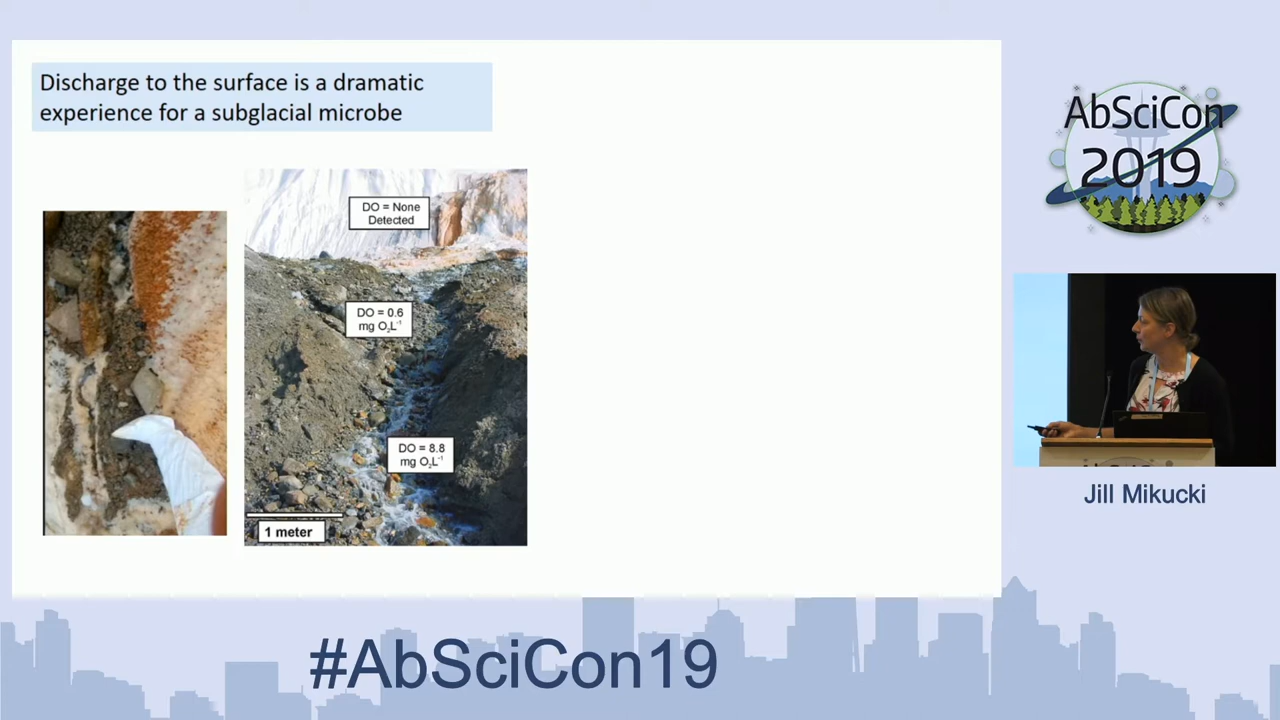 Discharge to the surface is a dramatic
experience for a subglacial microbe
DO = None
Detected
DO = 0.6
mg O₂L⁻¹
DO = 8.8
mg O₂L⁻¹
1 meter
AbSciCon
2019
Jill Mikucki
#AbSciCon19